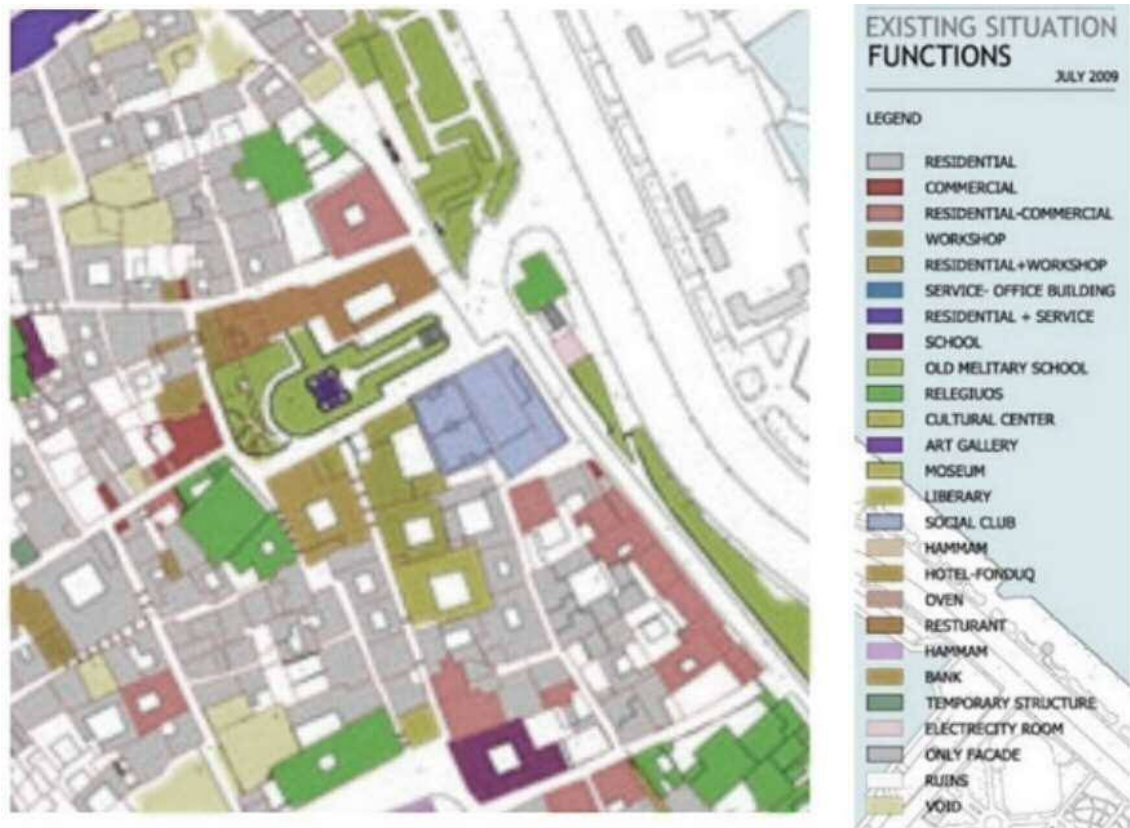 EXISTING SITUATION
FUNCTIONS
JULY 2009
LEGEND
RESIDENTIAL
COMMERCIAL
RESIDENTIAL-COMMERCIAL
WORKSHOP
RESIDENTIAL+WORKSHOP
SERVICE- OFFICE BUILDING
RESIDENTIAL + SERVICE
SCHOOL
OLD MELITARY SCHOOL
RELEGIUOS
CULTURAL CENTER
ART GALLERY
MOSEUM
LIBERARY
SOCIAL CLUB
HAMMAM
HOTEL-FONDUQ
OVEN
RESTURANT
HAMMAM
BANK
TEMPORARY STRUCTURE
ELECTRECITY ROOM
ONLY FACADE
RUINS
VOID